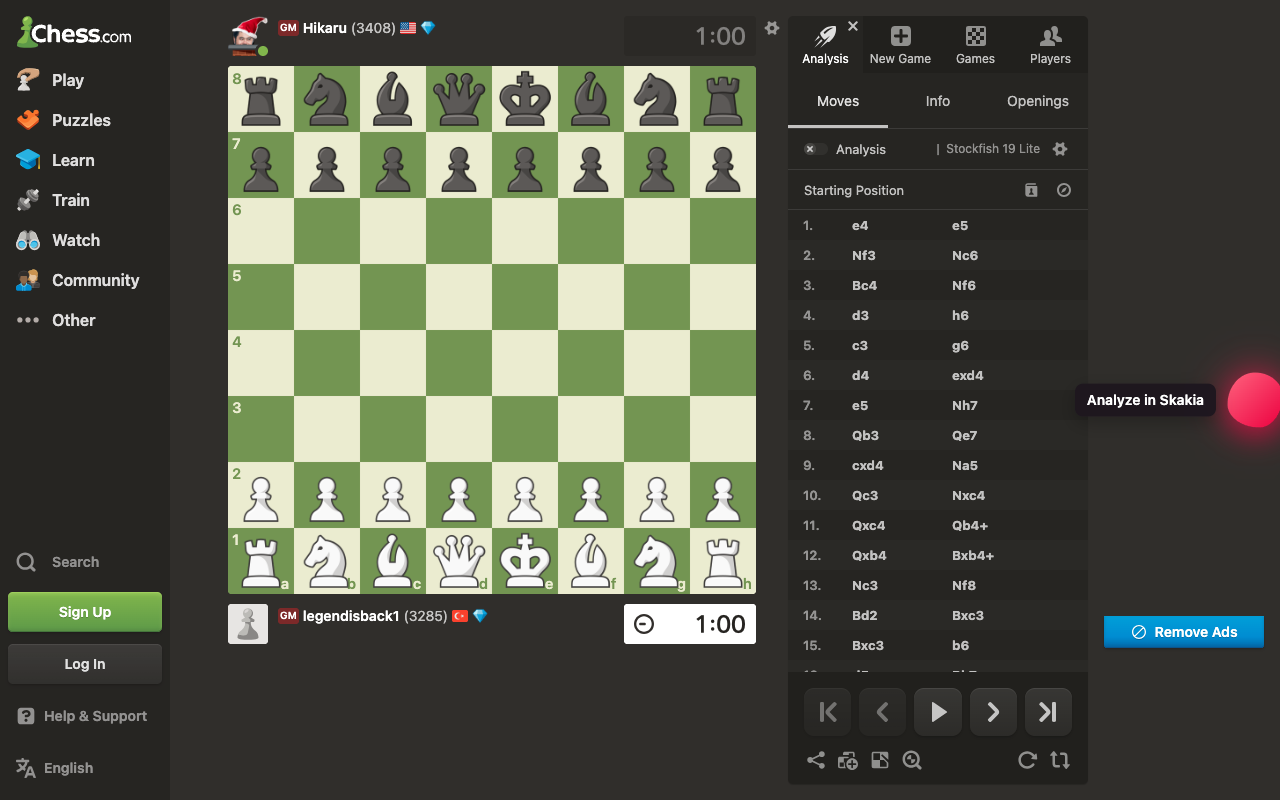 Chess.com
Play
Puzzles
Learn
Train
Watch
Community
Other
Search
Sign Up
Log In
Help & Support
English
GM Hikaru (3408)
1:00
8
7
6
5
4
3
2
1
a b c d e f g h
GM legendisback1 (3285)
1:00
Analysis New Game Games Players
Moves Info Openings
Analysis | Stockfish 19 Lite
Starting Position
1. e4 e5
2. Nf3 Nc6
3. Bc4 Nf6
4. d3 h6
5. c3 g6
6. d4 exd4
7. e5 Nh7
8. Qb3 Qe7
9. cxd4 Na5
10. Qc3 Nxc4
11. Qxc4 Qb4+
12. Qxb4 Bxb4+
13. Nc3 Nf8
14. Bd2 Bxc3
15. Bxc3 b6
Analyze in Skakia
Remove Ads